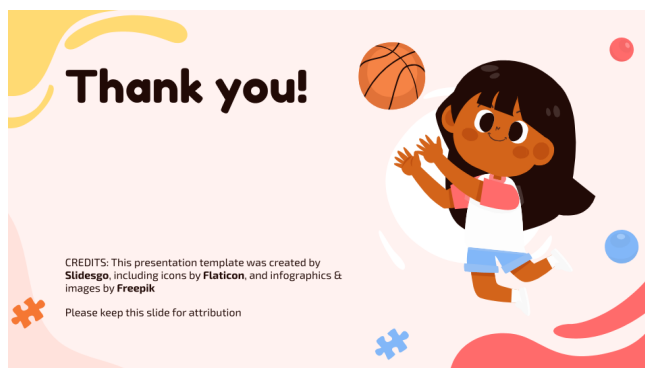 Thank you!
CREDITS: This presentation template was created by
Slidesgo, including icons by Flaticon, and infographics &
images by Freepik
Please keep this slide for attribution